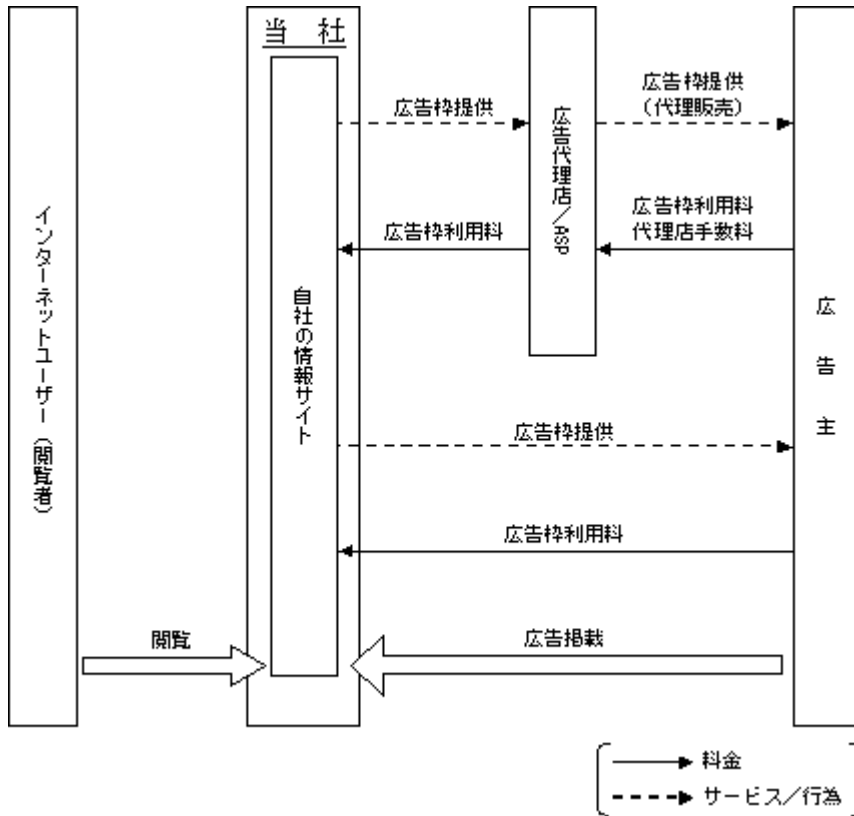 当 社
広告枠提供
広告枠提供
(代理販売)
広告代理店/ASP
広告枠利用料
広告枠利用料
代理店手数料
インターネットユーザー(閲覧者)
自社の情報サイト
広告主
広告枠提供
広告枠利用料
閲覧
広告掲載
料金
サービス/行為